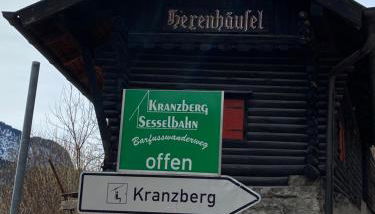 Hexenhäusel
Kranzberg
Sesselbahn
Barfusswanderweg
offen
Kranzberg